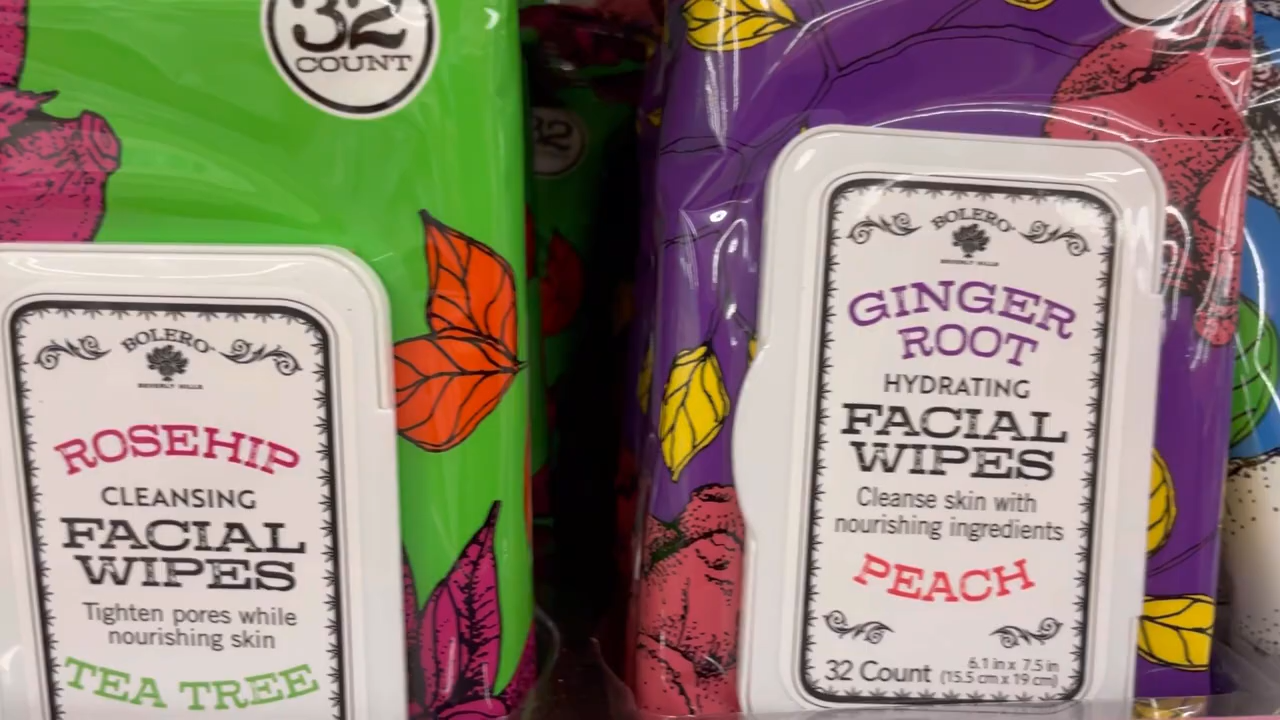 32
COUNT
BOLERO
BEVERLY HILLS
ROSEHIP
CLEANSING
FACIAL
WIPES
Tighten pores while
nourishing skin
TEA TREE
32
BOLERO
BEVERLY HILLS
GINGER
ROOT
HYDRATING
FACIAL
WIPES
Cleanse skin with
nourishing ingredients
PEACH
32 Count
6.1 in x 7.5 in
(15.5 cm x 19 cm)